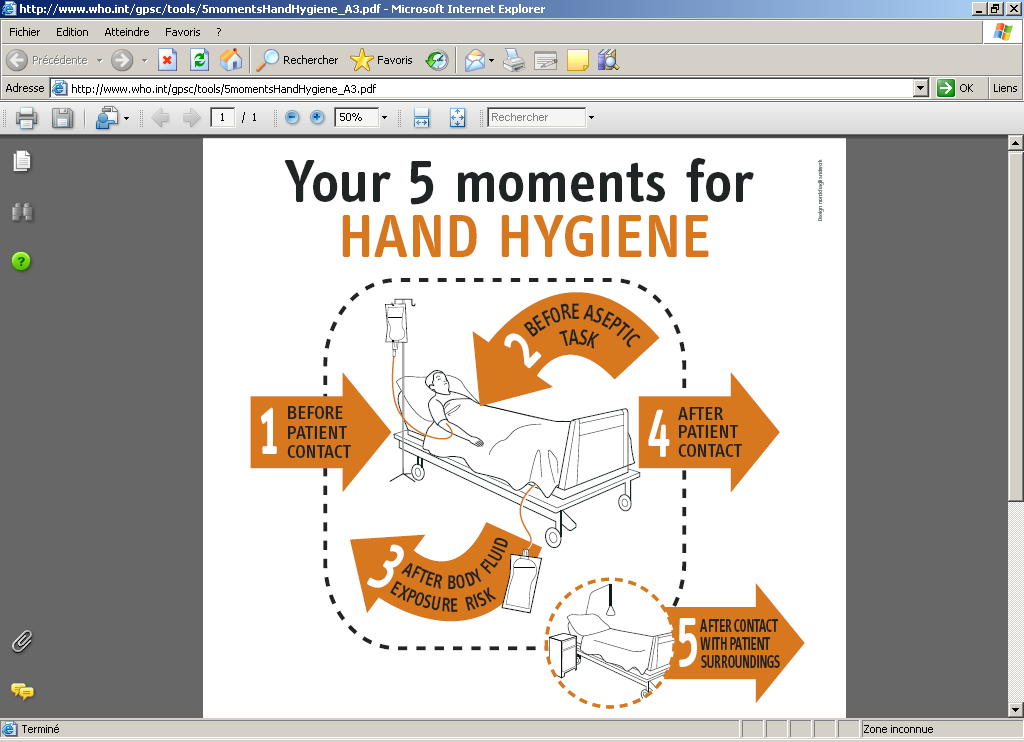 http://www.who.int/gpsc/tools/5momentsHandHygiene_A3.pdf - Microsoft Internet Explorer
Fichier Edition Atteindre Favoris ?
Précédente Rechercher Favoris
Adresse http://www.who.int/gpsc/tools/5momentsHandHygiene_A3.pdf OK Liens
1 / 1 50% Rechercher
Your 5 moments for
HAND HYGIENE
1 BEFORE
PATIENT
CONTACT
2 BEFORE ASEPTIC
TASK
3 AFTER BODY FLUID
EXPOSURE RISK
4 AFTER
PATIENT
CONTACT
5 AFTER CONTACT
WITH PATIENT
SURROUNDINGS
Terminé Zone inconnue